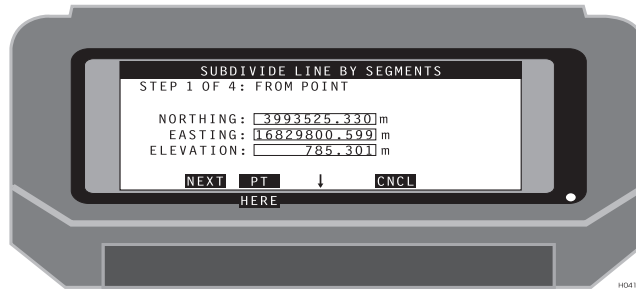 SUBDIVIDE LINE BY SEGMENTS
STEP 1 OF 4: FROM POINT
NORTHING: 3993525.330 m
EASTING: 16829800.599 m
ELEVATION: 785.301 m
NEXT PT ↓ CNCL
HERE
H041